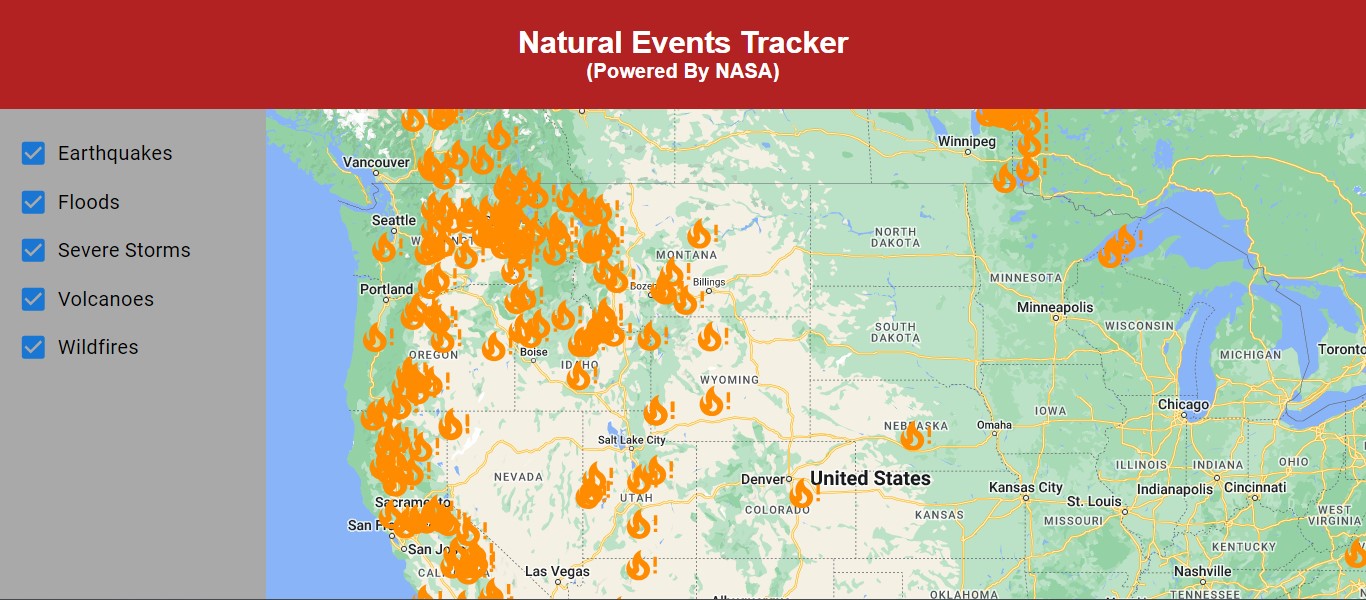 Natural Events Tracker
(Powered By NASA)
Earthquakes
Floods
Severe Storms
Volcanoes
Wildfires
Winnipeg
Vancouver
Seattle
NORTH
DAKOTA
MONTANA
MINNESOTA
Billings
Portland
Minneapolis
WISCONSIN
SOUTH
DAKOTA
Toronto
Boise
OREGON
MICHIGAN
WYOMING
Chicago
IOWA
NEBRASKA
Omaha
Salt Lake City
ILLINOIS
INDIANA
OHIO
NEVADA
Denver
United States
Kansas City
Indianapolis
Cincinnati
UTAH
Sacramento
St. Louis
COLORADO
KANSAS
MISSOURI
WEST
VIRGINIA
San
San Jo
KENTUCKY
Las Vegas
Nashville
OKLAHOMA
TENNESSEE